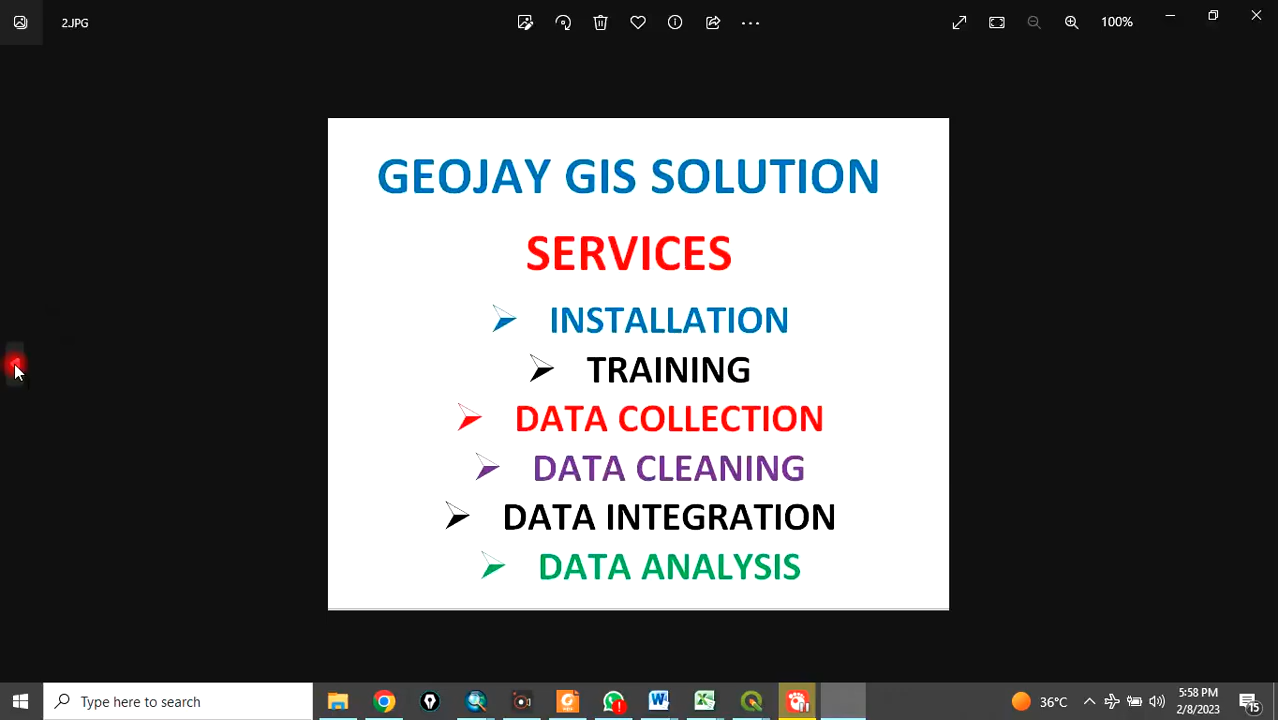 2.JPG
100%
GEOJAY GIS SOLUTION
SERVICES
INSTALLATION
TRAINING
DATA COLLECTION
DATA CLEANING
DATA INTEGRATION
DATA ANALYSIS
Type here to search
36°C
5:58 PM
2/8/2023
15